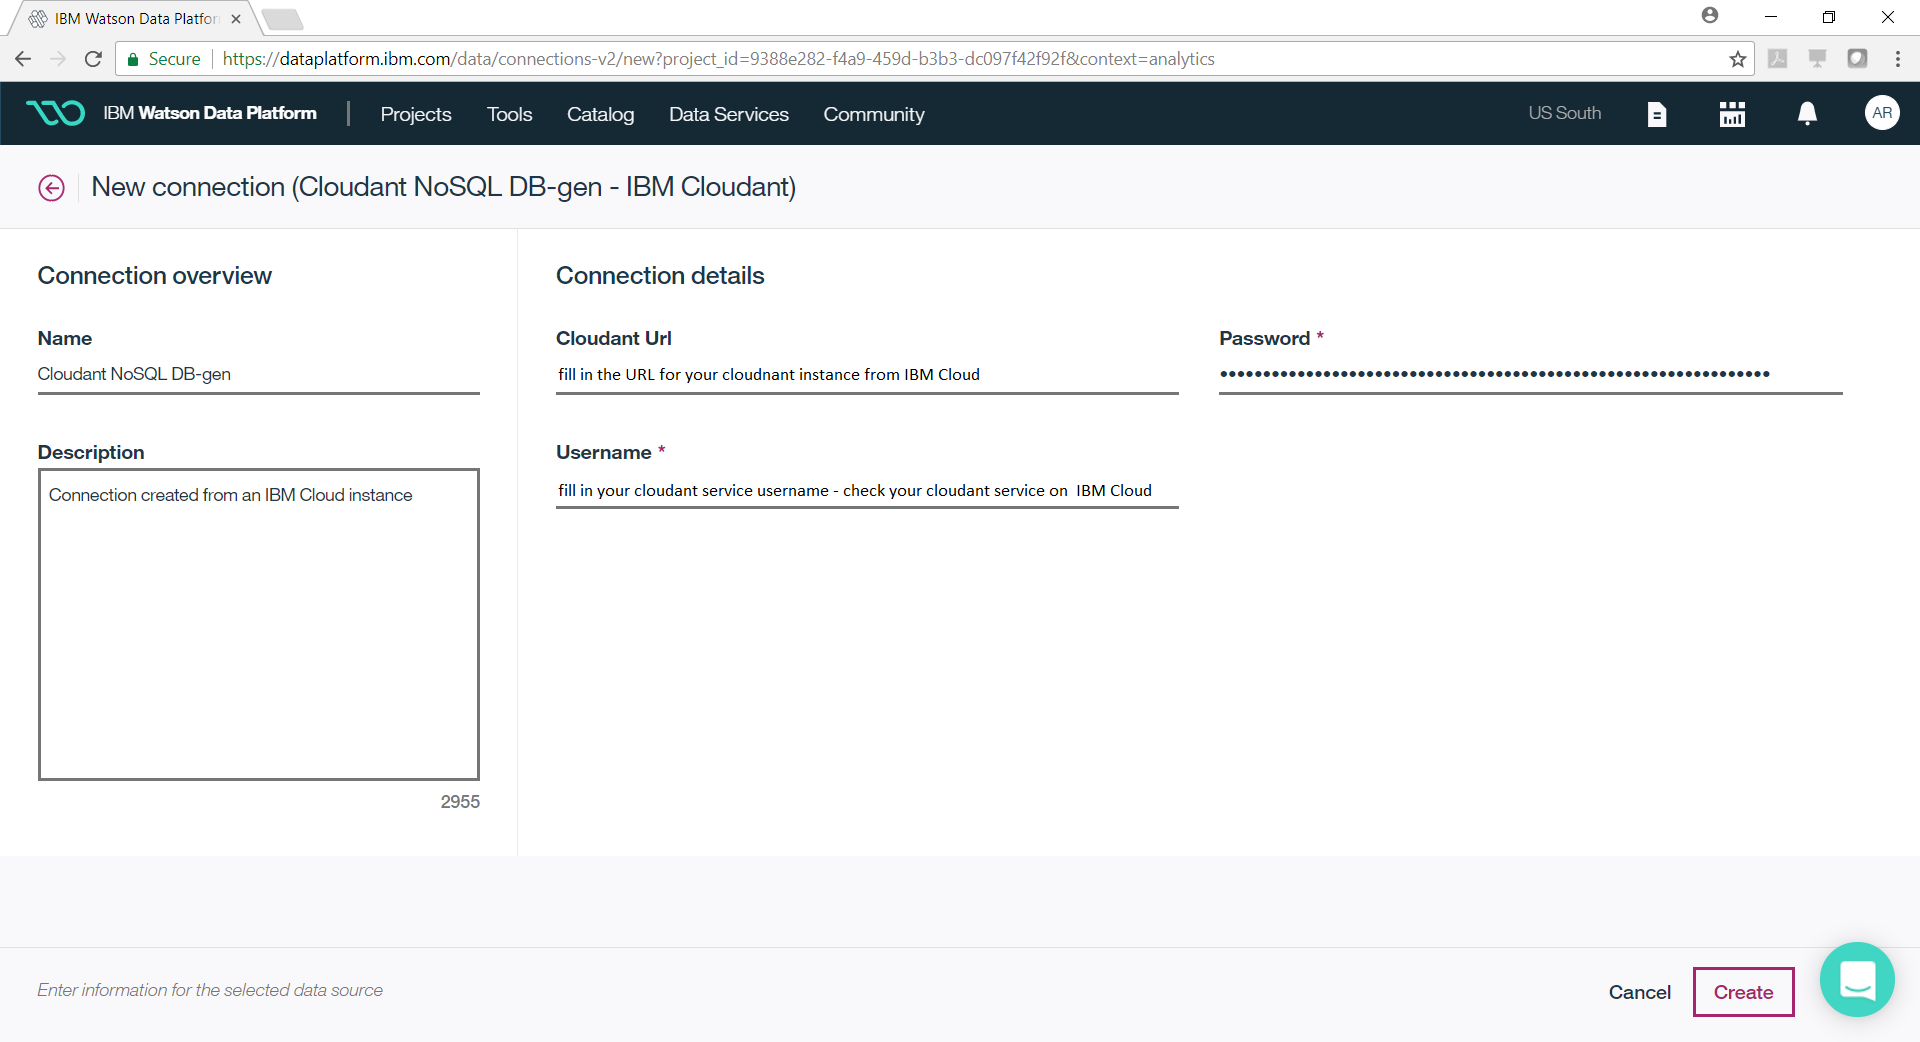 IBM Watson Data Platfor
Secure https://dataplatform.ibm.com/data/connections-v2/new?project_id=9388e282-f4a9-459d-b3b3-dc097f42f92f&context=analytics
IBM Watson Data Platform Projects Tools Catalog Data Services Community US South AR
New connection (Cloudant NoSQL DB-gen - IBM Cloudant)
Connection overview
Name
Cloudant NoSQL DB-gen
Description
Connection created from an IBM Cloud instance
2955
Connection details
Cloudant Url
fill in the URL for your cloudnant instance from IBM Cloud
Password *
Username *
fill in your cloudant service username - check your cloudant service on IBM Cloud
Enter information for the selected data source
Cancel Create